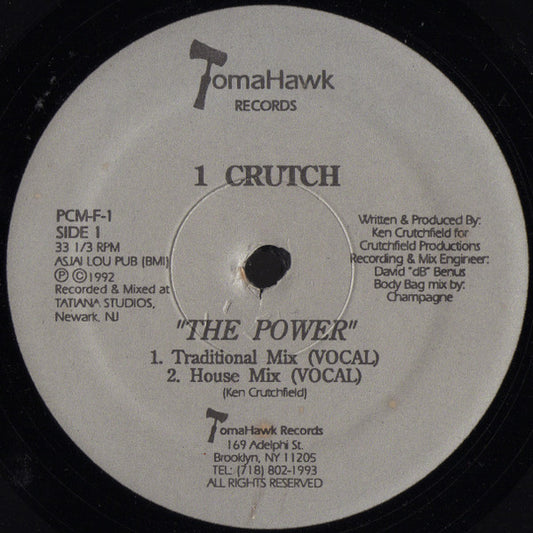 TomaHawk
RECORDS
1 CRUTCH
PCM-F-1
SIDE 1
33 1/3 RPM
ASJAI LOU PUB (BMI)
Ⓟ ©1992
Recorded & Mixed at
TATIANA STUDIOS,
Newark, NJ
Written & Produced By:
Ken Crutchfield for
Crutchfield Productions
Recording & Mix Engineer:
David "dB" Benus
Body Bag mix by:
Champagne
"THE POWER"
1. Traditional Mix (VOCAL)
2. House Mix (VOCAL)
(Ken Crutchfield)
TomaHawk Records
169 Adelphi St.
Brooklyn, NY 11205
TEL: (718) 802-1993
ALL RIGHTS RESERVED